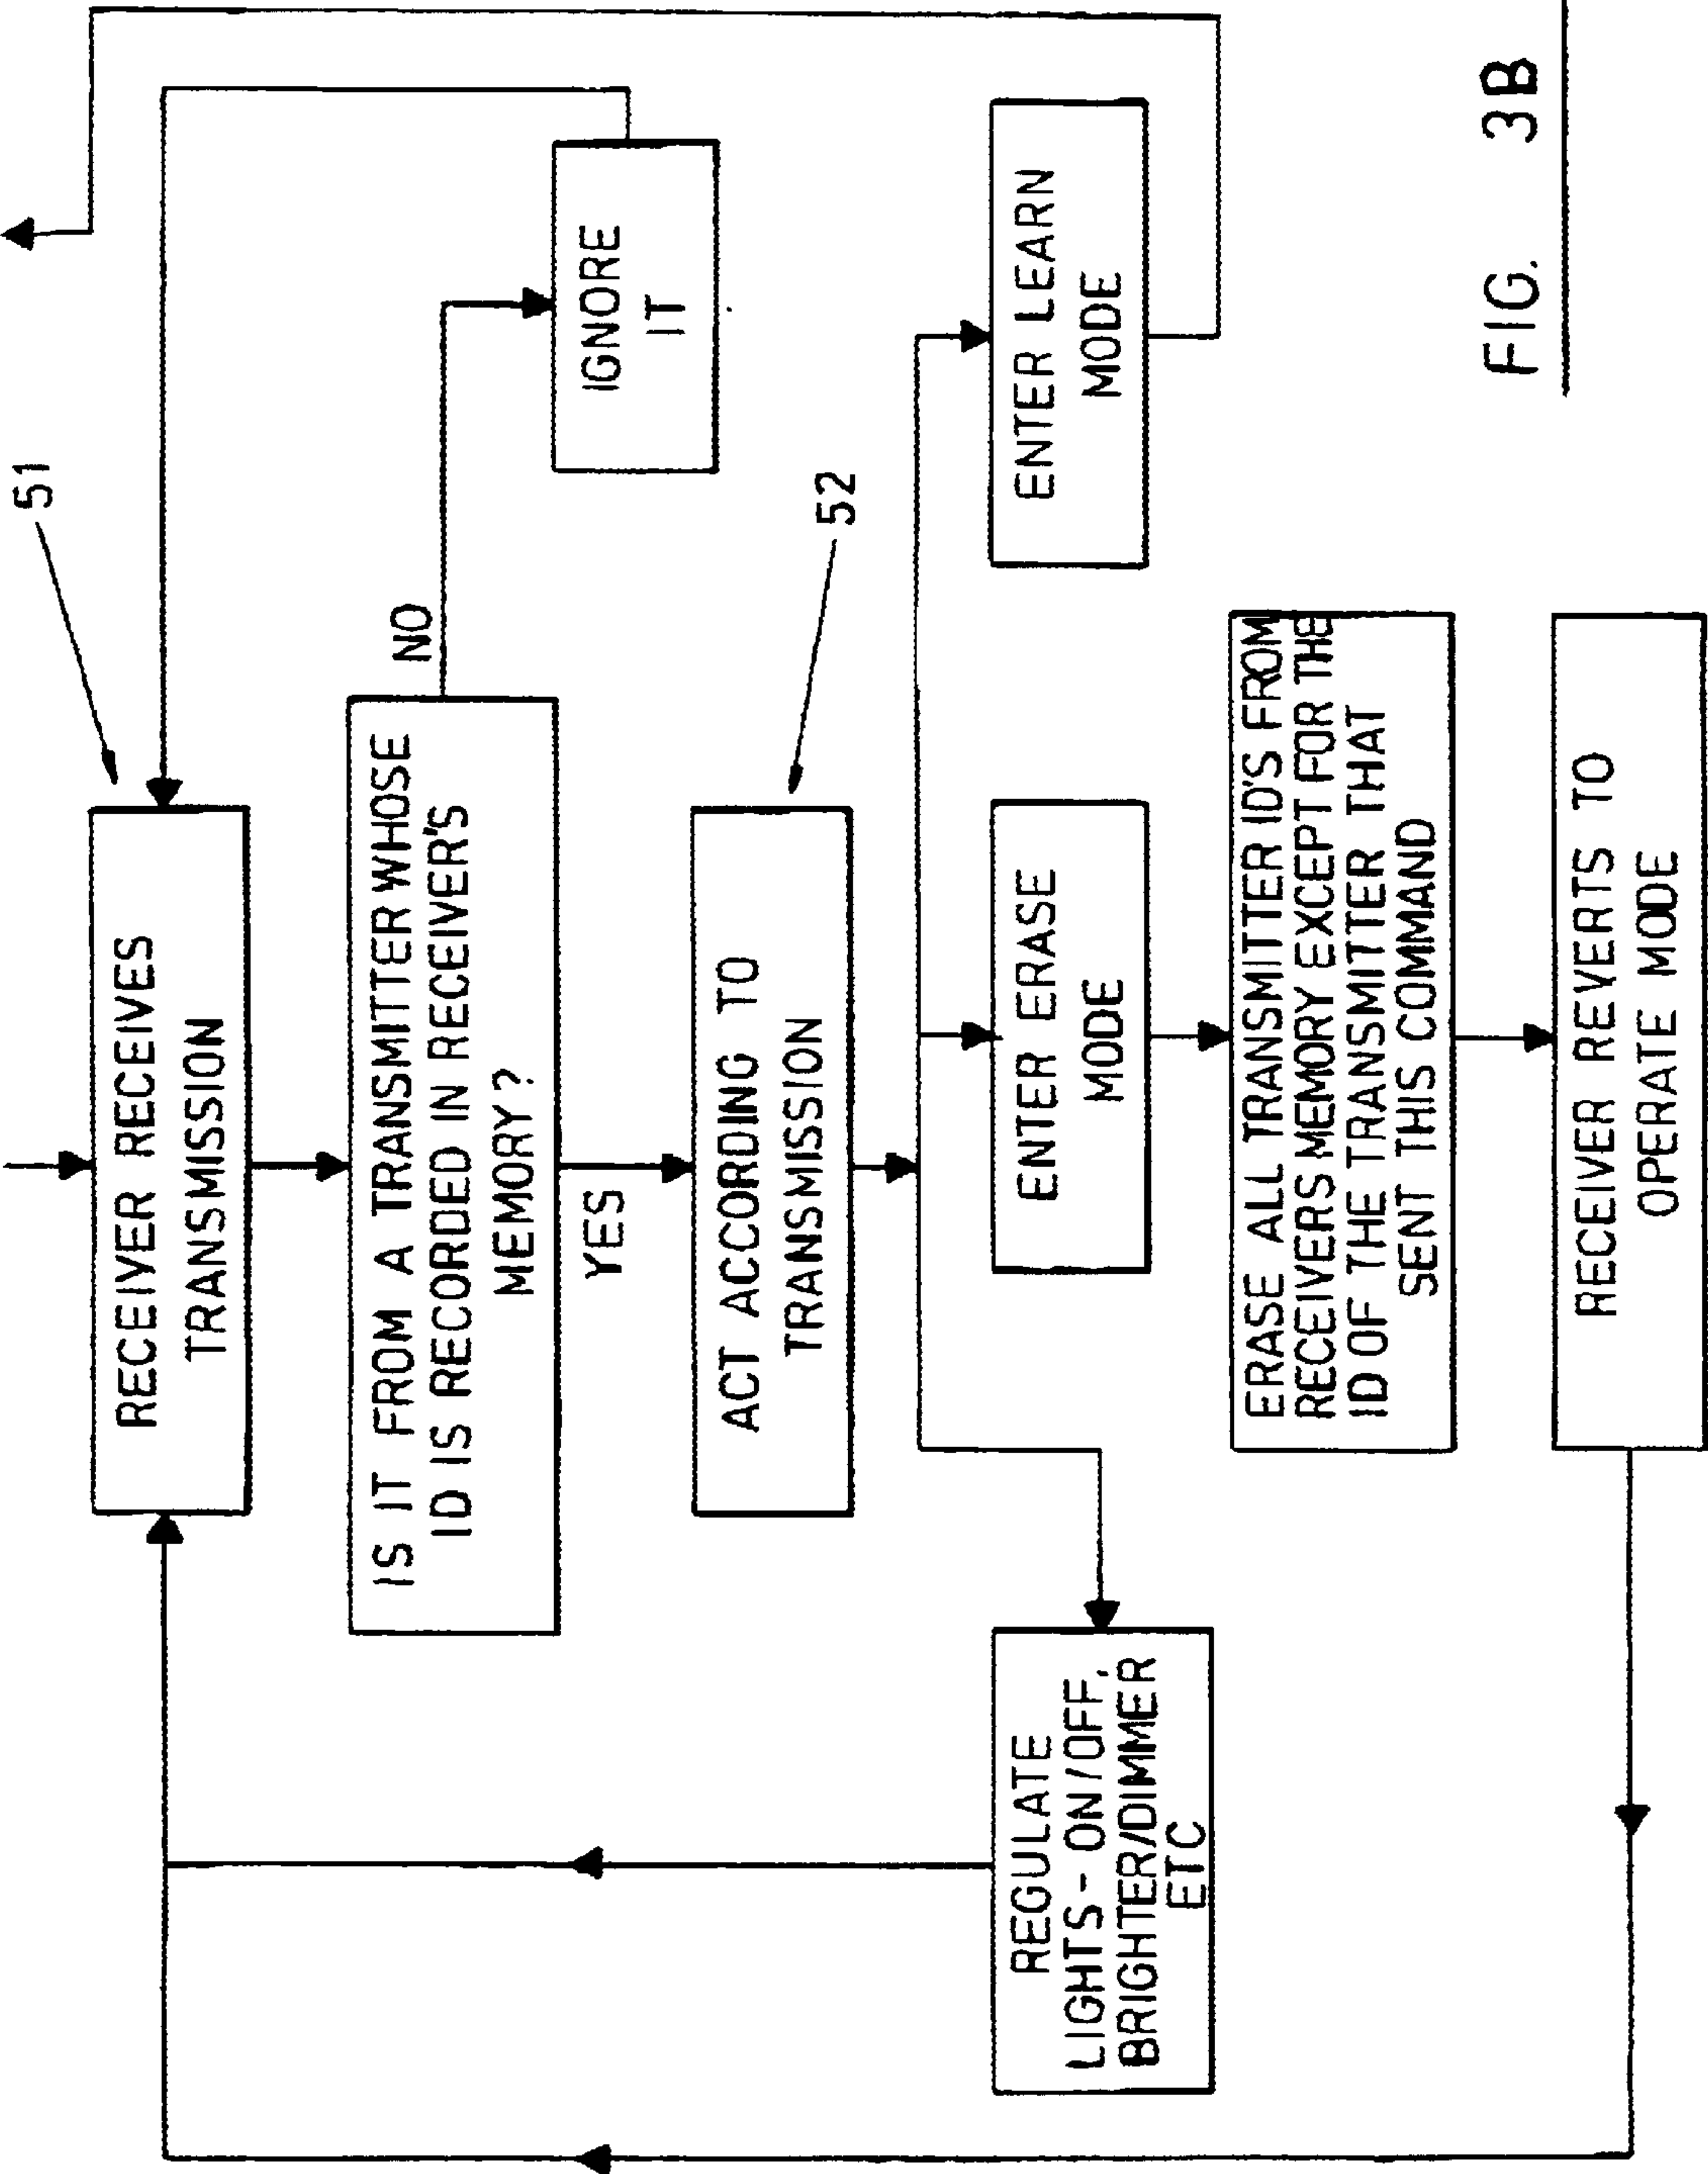 51
RECEIVER RECEIVES
TRANSMISSION
IS IT FROM A TRANSMITTER WHOSE
ID IS RECORDED IN RECEIVER'S
MEMORY?
NO
IGNORE
IT
YES
52
ACT ACCORDING TO
TRANSMISSION
REGULATE
LIGHTS - ON/OFF,
BRIGHTER/DIMMER
ETC
ENTER ERASE
MODE
ENTER LEARN
MODE
ERASE ALL TRANSMITTER ID'S FROM
RECEIVERS MEMORY EXCEPT FOR THE
ID OF THE TRANSMITTER THAT
SENT THIS COMMAND
RECEIVER REVERTS TO
OPERATE MODE
FIG. 3B